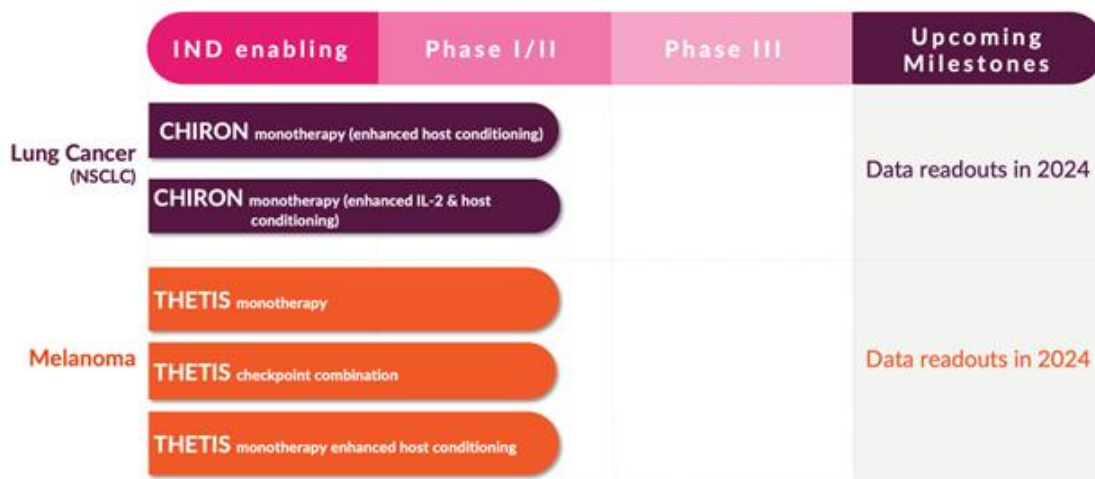 IND enabling
Phase I/II
Phase III
Upcoming
Milestones
Lung Cancer
(NSCLC)
CHIRON monotherapy (enhanced host conditioning)
CHIRON monotherapy (enhanced IL-2 & host
conditioning)
Data readouts in 2024
Melanoma
THETIS monotherapy
THETIS checkpoint combination
THETIS monotherapy enhanced host conditioning
Data readouts in 2024